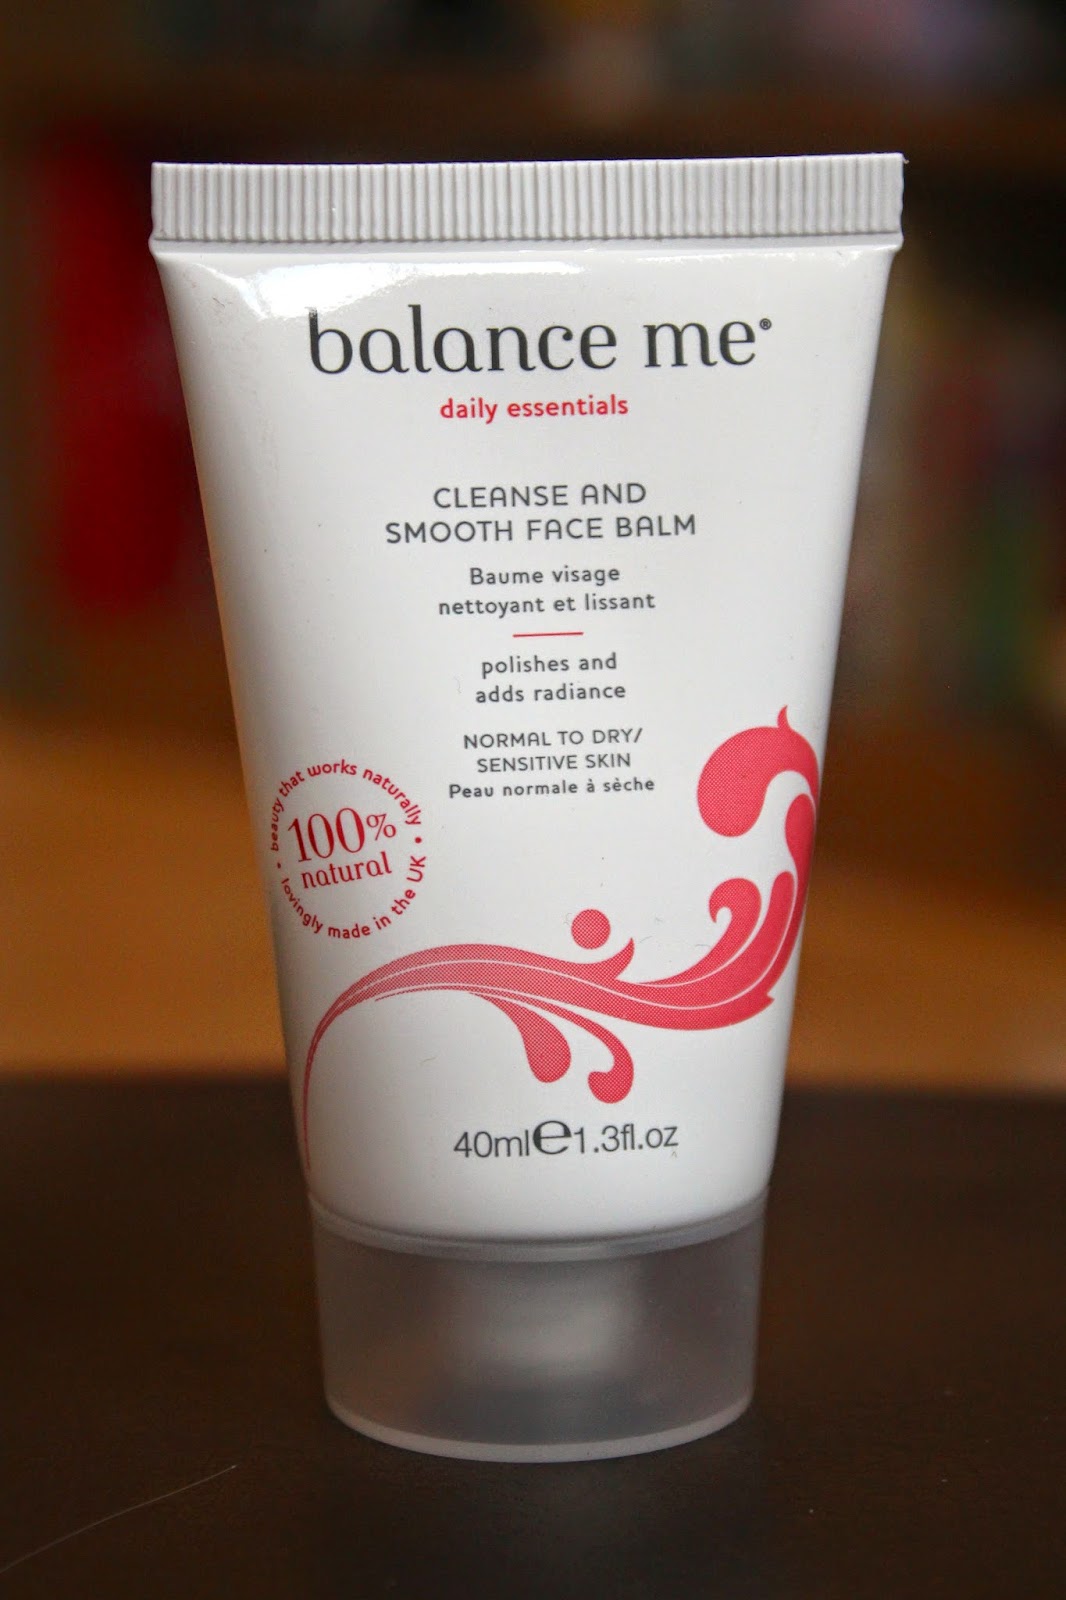 balance me®
daily essentials
CLEANSE AND
SMOOTH FACE BALM
Baume visage
nettoyant et lissant
polishes and
adds radiance
NORMAL TO DRY/
SENSITIVE SKIN
Peau normale à sèche
beauty that works naturally •
100%
natural
lovingly made in the UK •
40ml℮1.3fl.oz